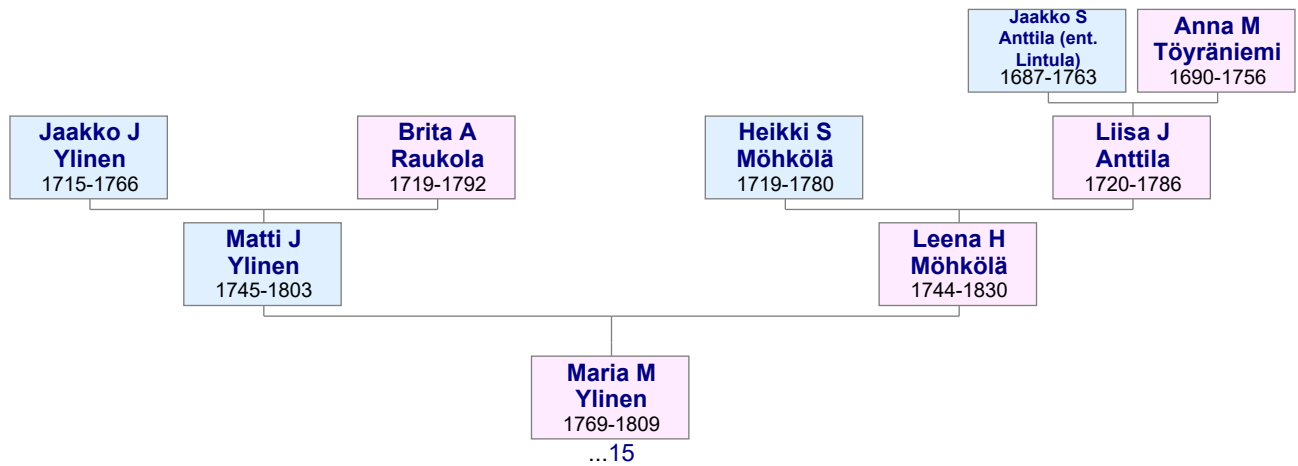 Jaakko S
Anttila (ent.
Lintula)
1687-1763
Anna M
Töyräniemi
1690-1756
Jaakko J
Ylinen
1715-1766
Brita A
Raukola
1719-1792
Heikki S
Möhkölä
1719-1780
Liisa J
Anttila
1720-1786
Matti J
Ylinen
1745-1803
Leena H
Möhkölä
1744-1830
Maria M
Ylinen
1769-1809
...15